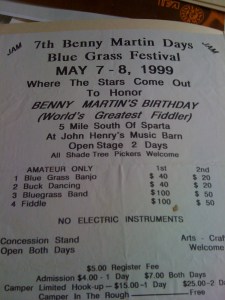 JAM JAM
7th Benny Martin Days
Blue Grass Festival
MAY 7-8, 1999
Where The Stars Come Out
To Honor
BENNY MARTIN'S BIRTHDAY
(World's Greatest Fiddler)
5 Mile South Of Sparta
At John Henry's Music Barn
Open Stage 2 Days
All Shade Tree Pickers Welcome
AMATEUR ONLY 1st 2nd
1 Blue Grass Banjo $ 40 $ 20
2 Buck Dancing $ 40 $ 20
3 Bluegrass Band $100 $ 50
4 Fiddle $100 $ 50
NO ELECTRIC INSTRUMENTS
Concession Stand Arts - Craf
Open Both Days Welcome
$5.00 Register Fee
Admission $4.00 - 1 Day $7.00 Both Days
Camper Limited Hook-up — $15.00 -1 Day $25.00-2
Camper In The Rough ———— Free